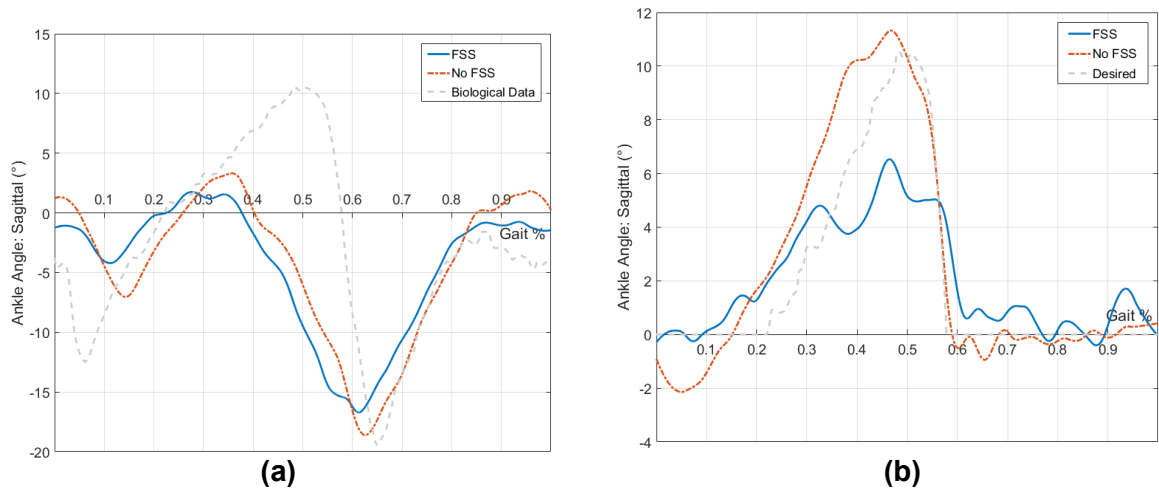 15
10
5
0
-5
-10
-15
-20
Ankle Angle: Sagittal (°)
0.1 0.2 0.3 0.4 0.5 0.6 0.7 0.8 0.9
Gait %
FSS
No FSS
Biological Data
(a)
12
10
8
6
4
2
0
-2
-4
Ankle Angle: Sagittal (°)
0.1 0.2 0.3 0.4 0.5 0.6 0.7 0.8 0.9
Gait %
FSS
No FSS
Desired
(b)